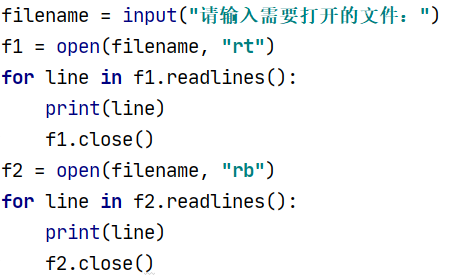 filename = input("请输入需要打开的文件：")
f1 = open(filename, "rt")
for line in f1.readlines():
    print(line)
    f1.close()
f2 = open(filename, "rb")
for line in f2.readlines():
    print(line)
    f2.close()